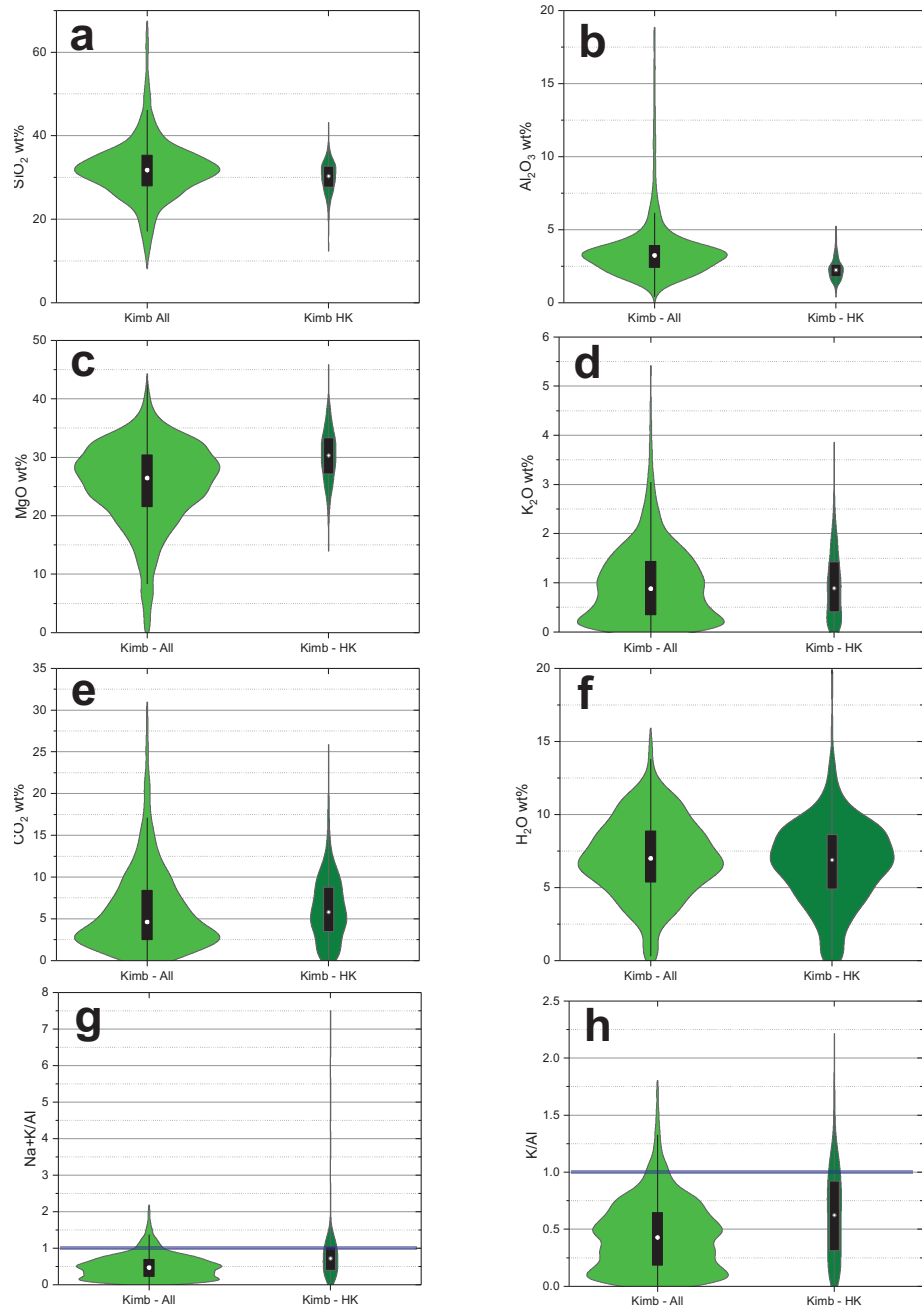 a
SiO2 wt%
60
40
20
0
Kimb All
Kimb HK
b
Al2O3 wt%
20
15
10
5
0
Kimb - All
Kimb - HK
c
MgO wt%
50
40
30
20
10
0
Kimb - All
Kimb - HK
d
K2O wt%
6
5
4
3
2
1
0
Kimb - All
Kimb - HK
e
CO2 wt%
35
30
25
20
15
10
5
0
Kimb - All
Kimb - HK
f
H2O wt%
20
15
10
5
0
Kimb - All
Kimb - HK
g
Na+K/Al
8
7
6
5
4
3
2
1
0
Kimb - All
Kimb - HK
h
K/Al
2.5
2.0
1.5
1.0
0.5
0.0
Kimb - All
Kimb - HK